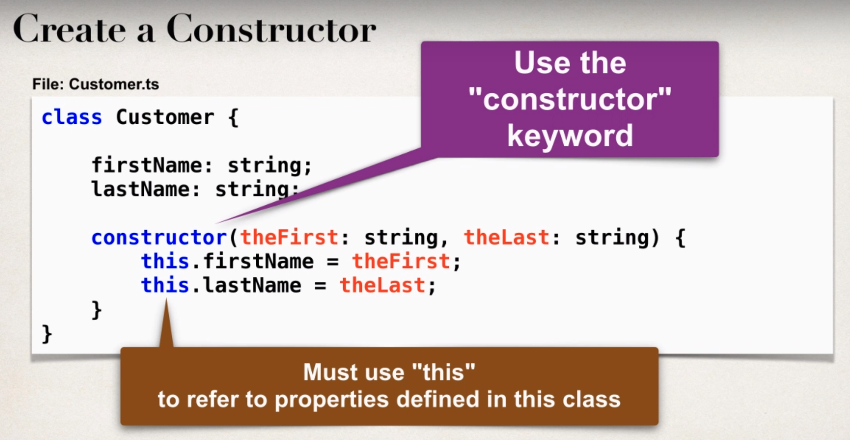 Create a Constructor
Use the
"constructor"
keyword
File: Customer.ts
class Customer {
firstName: string;
lastName: string;
constructor(theFirst: string, theLast: string) {
this.firstName = theFirst;
this.lastName = theLast;
}
}
Must use "this"
to refer to properties defined in this class